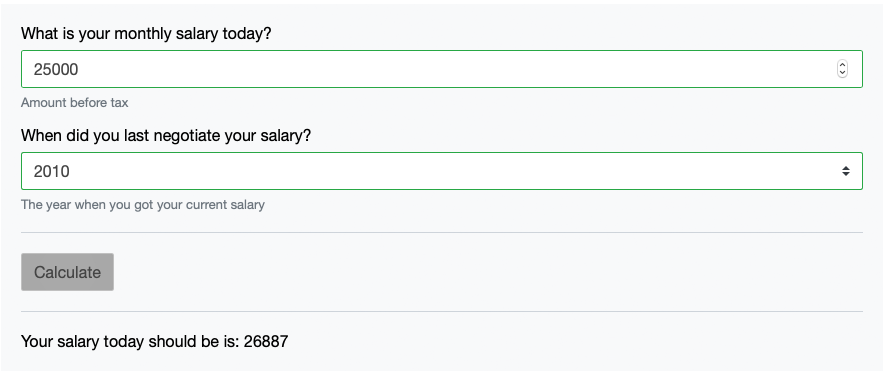 What is your monthly salary today?
25000
Amount before tax
When did you last negotiate your salary?
2010
The year when you got your current salary
Calculate
Your salary today should be is: 26887